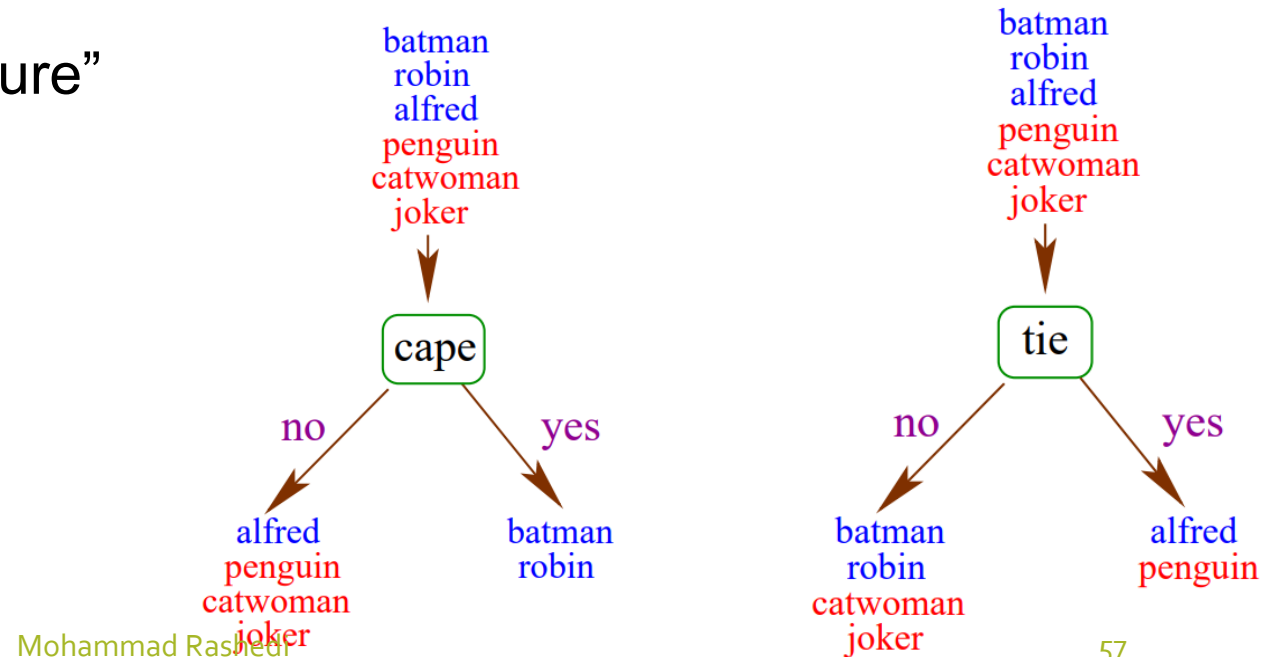 ure”
batman
robin
alfred
penguin
catwoman
joker
cape
no
yes
alfred
penguin
catwoman
joker
batman
robin
batman
robin
alfred
penguin
catwoman
joker
tie
no
yes
batman
robin
catwoman
joker
alfred
penguin
Mohammad Rashedi
57